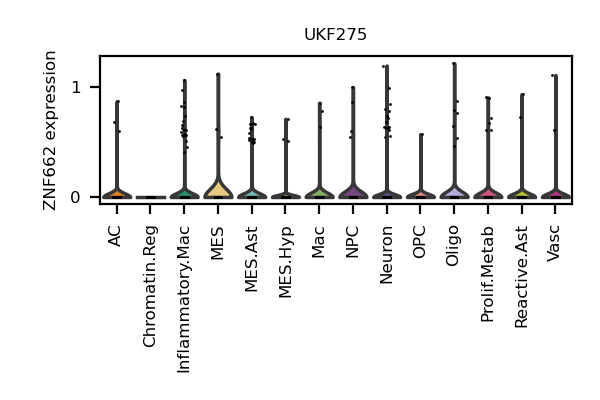 UKF275
ZNF662 expression
1
0
AC
Chromatin.Reg
Inflammatory.Mac
MES
MES.Ast
MES.Hyp
Mac
NPC
Neuron
OPC
Oligo
Prolif.Metab
Reactive.Ast
Vasc